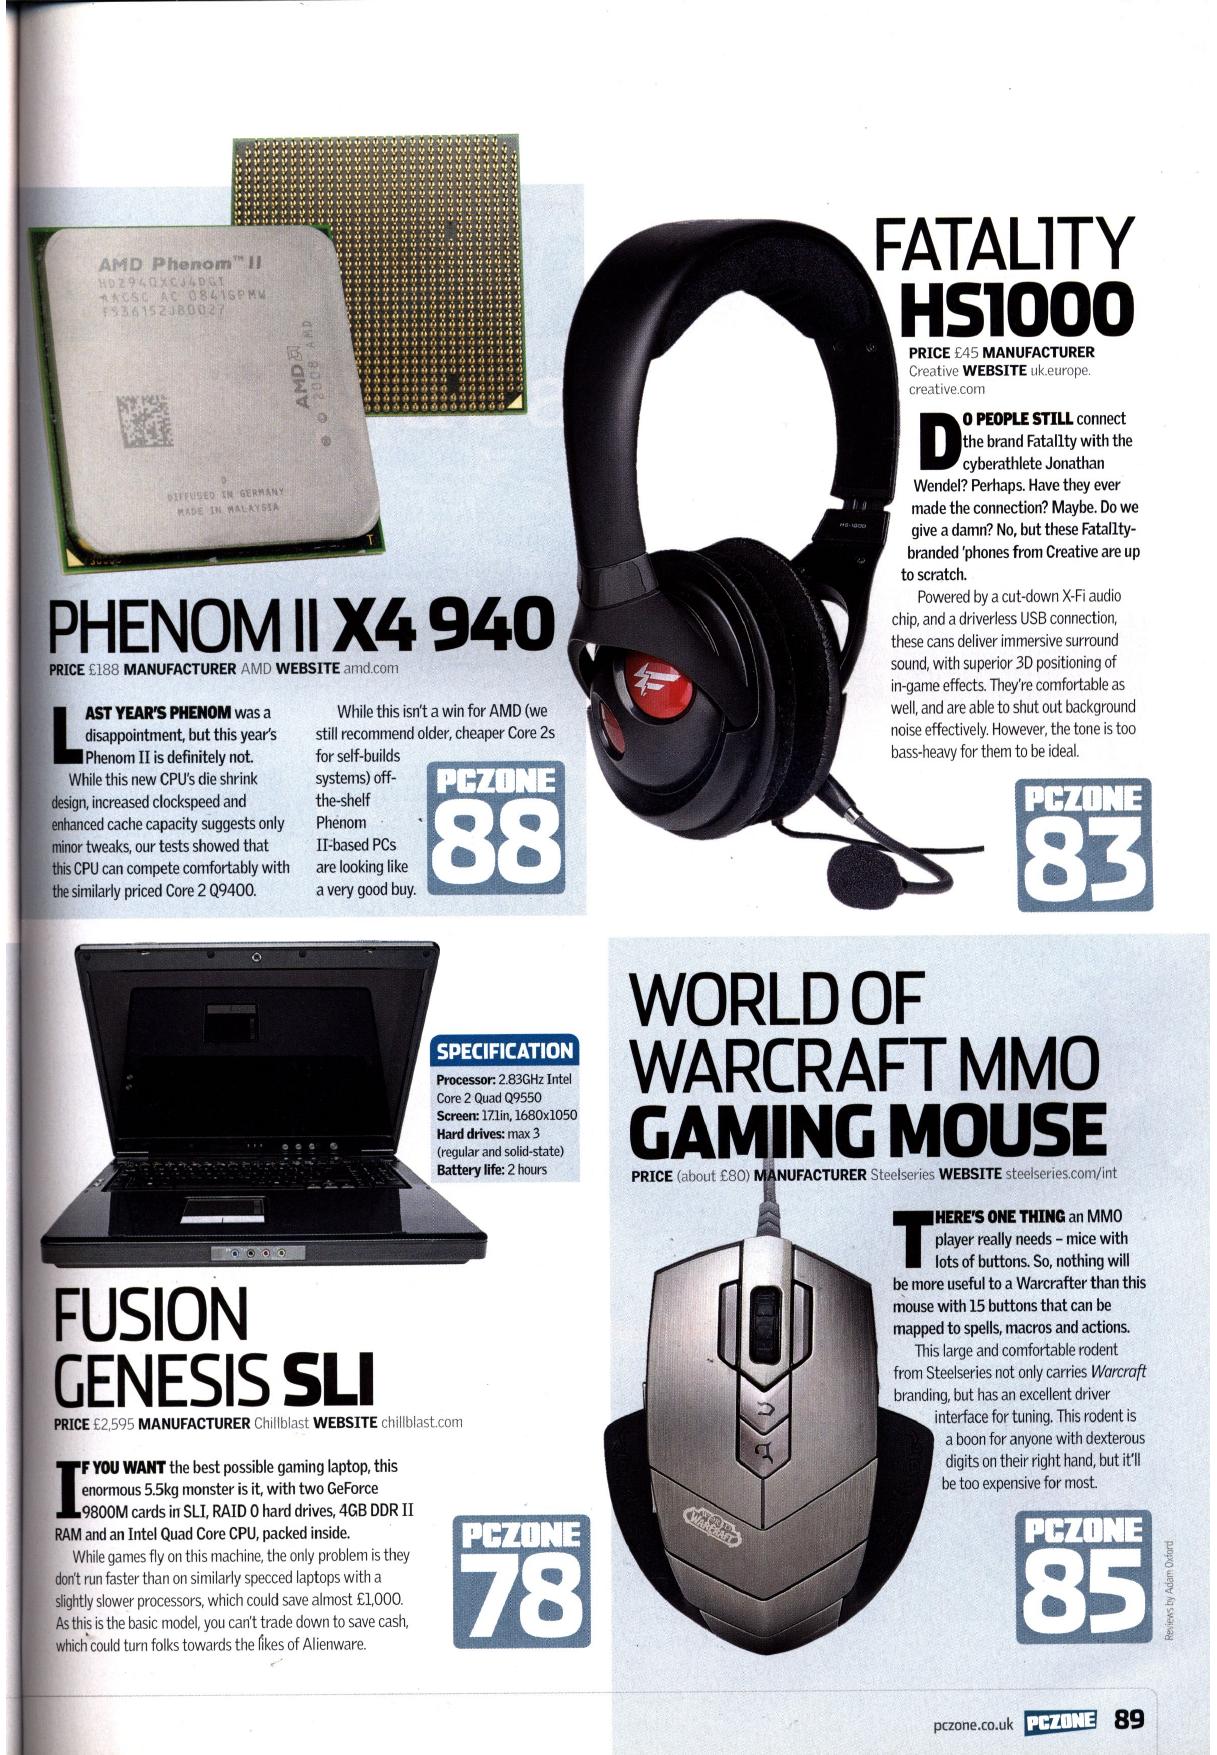 AMD Phenom™ II
HDZ940XCJ4DGI
AACSC AC 0841GPMW
© 2008 AMD
AMD
DIFFUSED IN GERMANY
MADE IN MALAYSIA
PHENOM II X4 940
PRICE £188 MANUFACTURER AMD WEBSITE amd.com
LAST YEAR'S PHENOM was a
disappointment, but this year's
Phenom II is definitely not.
While this new CPU's die shrink
design, increased clockspeed and
enhanced cache capacity suggests only
minor tweaks, our tests showed that
this CPU can compete comfortably with
the similarly priced Core 2 Q9400.
While this isn't a win for AMD (we
still recommend older, cheaper Core 2s
for self-builds
systems) off-
the-shelf
Phenom
II-based PCs
are looking like
a very good buy.
PCZONE
88
FATAL1TY
HS1000
PRICE £45 MANUFACTURER
Creative WEBSITE uk.europe.
creative.com
DO PEOPLE STILL connect
the brand Fatal1ty with the
cyberathlete Jonathan
Wendel? Perhaps. Have they ever
made the connection? Maybe. Do we
give a damn? No, but these Fatal1ty-
branded 'phones from Creative are up
to scratch.
Powered by a cut-down X-Fi audio
chip, and a driverless USB connection,
these cans deliver immersive surround
sound, with superior 3D positioning of
in-game effects. They're comfortable as
well, and are able to shut out background
noise effectively. However, the tone is too
bass-heavy for them to be ideal.
HS-1000
PCZONE
83
SPECIFICATION
Processor: 2.83GHz Intel
Core 2 Quad Q9550
Screen: 17.1in, 1680x1050
Hard drives: max 3
(regular and solid-state)
Battery life: 2 hours
FUSION
GENESIS SLI
PRICE £2,595 MANUFACTURER Chillblast WEBSITE chillblast.com
IF YOU WANT the best possible gaming laptop, this
enormous 5.5kg monster is it, with two GeForce
9800M cards in SLI, RAID 0 hard drives, 4GB DDR II
RAM and an Intel Quad Core CPU, packed inside.
While games fly on this machine, the only problem is they
don't run faster than on similarly specced laptops with a
slightly slower processors, which could save almost £1,000.
As this is the basic model, you can't trade down to save cash,
which could turn folks towards the likes of Alienware.
PCZONE
78
WORLD OF
WARCRAFT MMO
GAMING MOUSE
PRICE (about £80) MANUFACTURER Steelseries WEBSITE steelseries.com/int
THERE'S ONE THING an MMO
player really needs – mice with
lots of buttons. So, nothing will
be more useful to a Warcrafter than this
mouse with 15 buttons that can be
mapped to spells, macros and actions.
This large and comfortable rodent
from Steelseries not only carries Warcraft
branding, but has an excellent driver
interface for tuning. This rodent is
a boon for anyone with dexterous
digits on their right hand, but it'll
be too expensive for most.
WORLD OF
WARCRAFT
PCZONE
85
Reviews by Adam Oxford
pczone.co.uk PCZONE 89